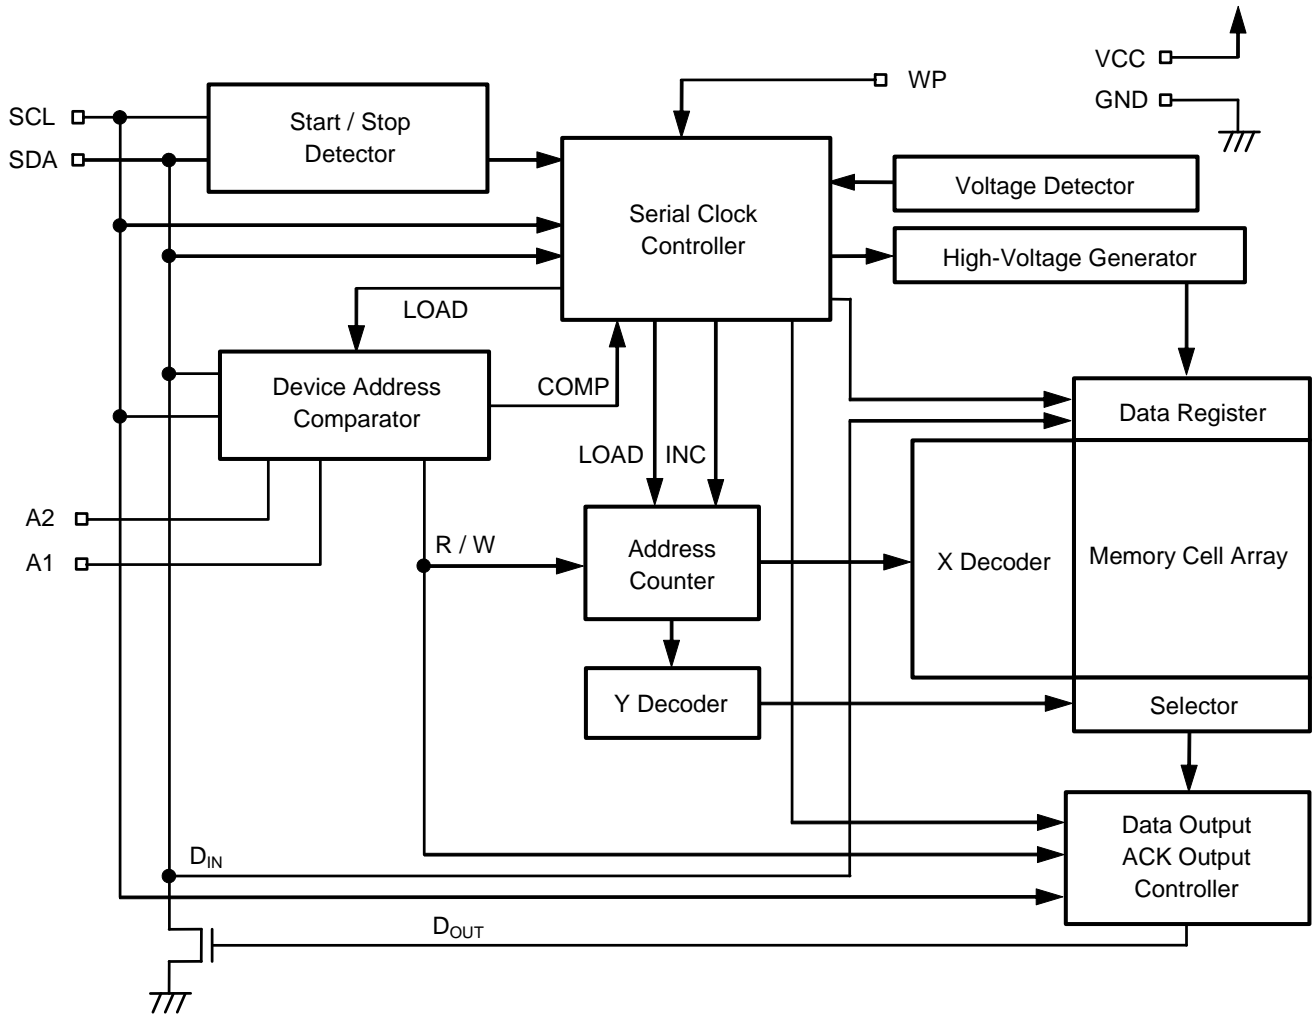 VCC
WP
GND
SCL
SDA
Start / Stop
Detector
Voltage Detector
Serial Clock
Controller
High-Voltage Generator
LOAD
Device Address
Comparator
COMP
Data Register
LOAD
INC
A2
A1
R / W
Address
Counter
X Decoder
Memory Cell Array
Y Decoder
Selector
Data Output
ACK Output
Controller
DIN
DOUT